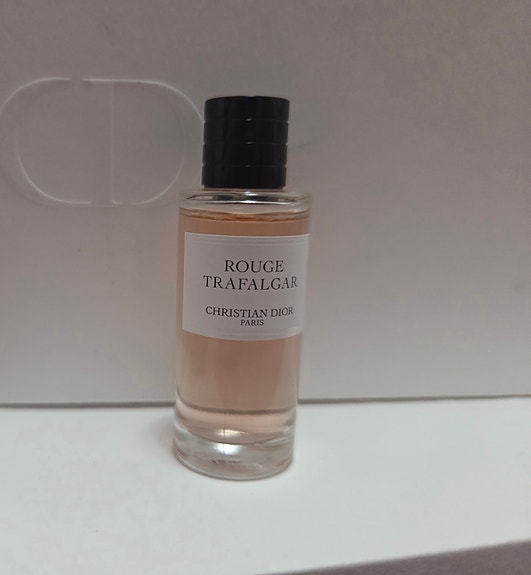 ROUGE
TRAFALGAR
CHRISTIAN DIOR
PARIS